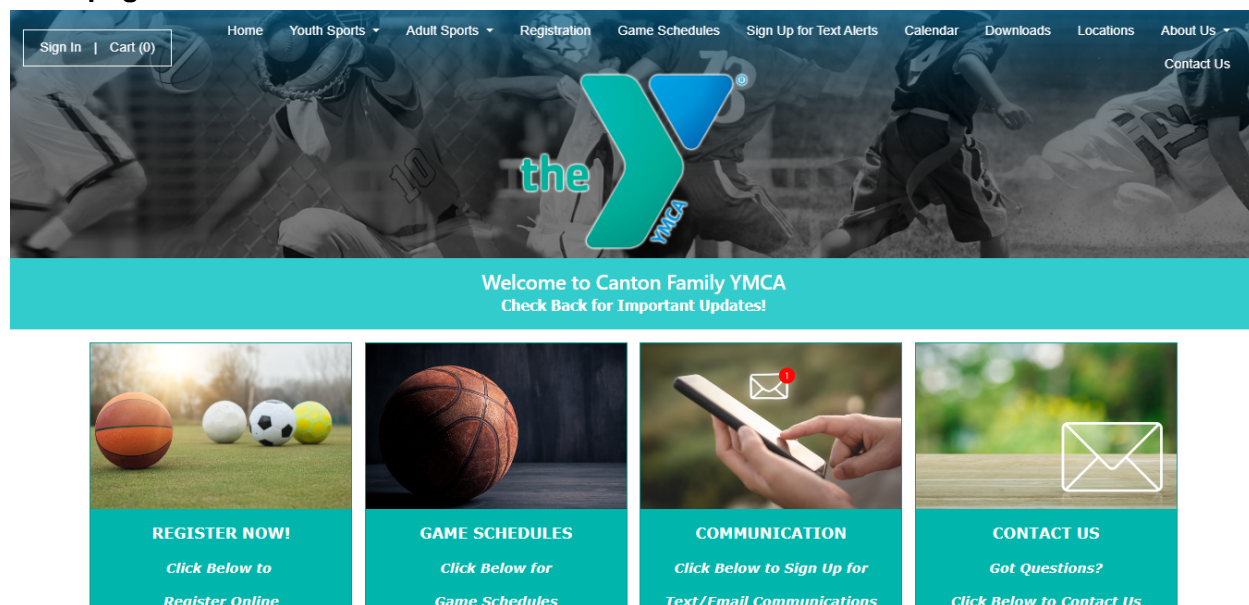 Sign In | Cart (0)
Home Youth Sports Adult Sports Registration Game Schedules Sign Up for Text Alerts Calendar Downloads Locations About Us
Contact Us
the
YMCA
®
10
Welcome to Canton Family YMCA
Check Back for Important Updates!
1
REGISTER NOW!
Click Below to
Register Online
GAME SCHEDULES
Click Below for
Game Schedules
COMMUNICATION
Click Below to Sign Up for
Text/Email Communications
CONTACT US
Got Questions?
Click Below to Contact Us